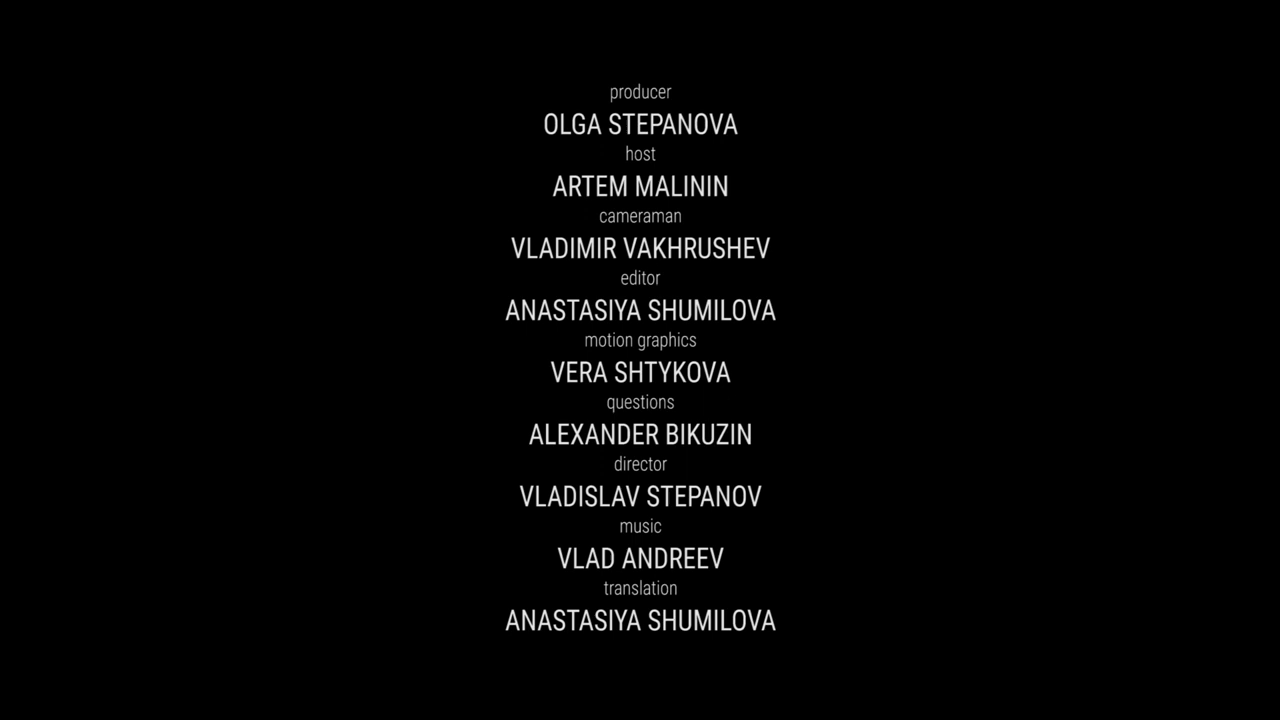 producer
OLGA STEPANOVA
host
ARTEM MALININ
cameraman
VLADIMIR VAKHRUSHEV
editor
ANASTASIYA SHUMILOVA
motion graphics
VERA SHTYKOVA
questions
ALEXANDER BIKUZIN
director
VLADISLAV STEPANOV
music
VLAD ANDREEV
translation
ANASTASIYA SHUMILOVA